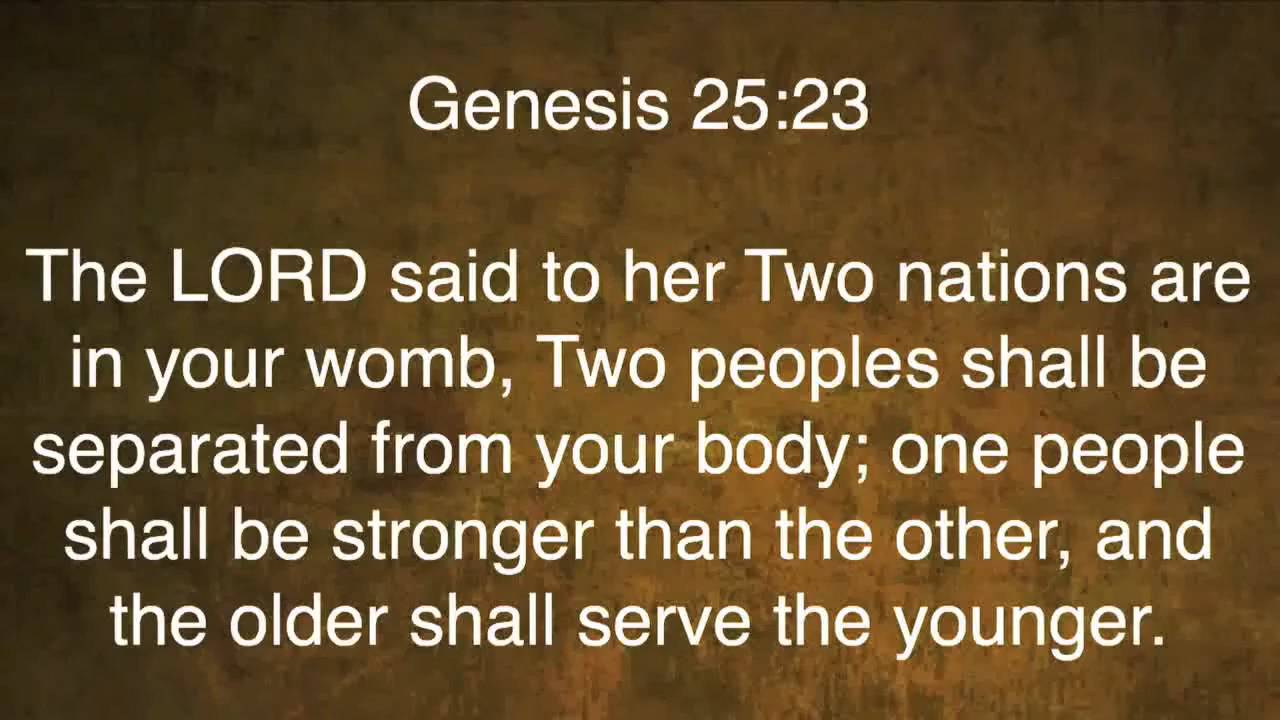 Genesis 25:23
The LORD said to her Two nations are
in your womb, Two peoples shall be
separated from your body; one people
shall be stronger than the other, and
the older shall serve the younger.